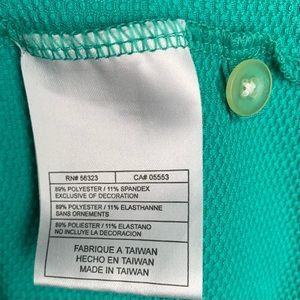 RN# 56323 CA# 05553
89% POLYESTER / 11% SPANDEX
EXCLUSIVE OF DECORATION
89% POLYESTER / 11% ELASTHANNE
SANS ORNEMENTS
89% POLIESTER / 11% ELASTANO
NO INCLUYE LA DECORACION
FABRIQUE A TAIWAN
HECHO EN TAIWAN
MADE IN TAIWAN